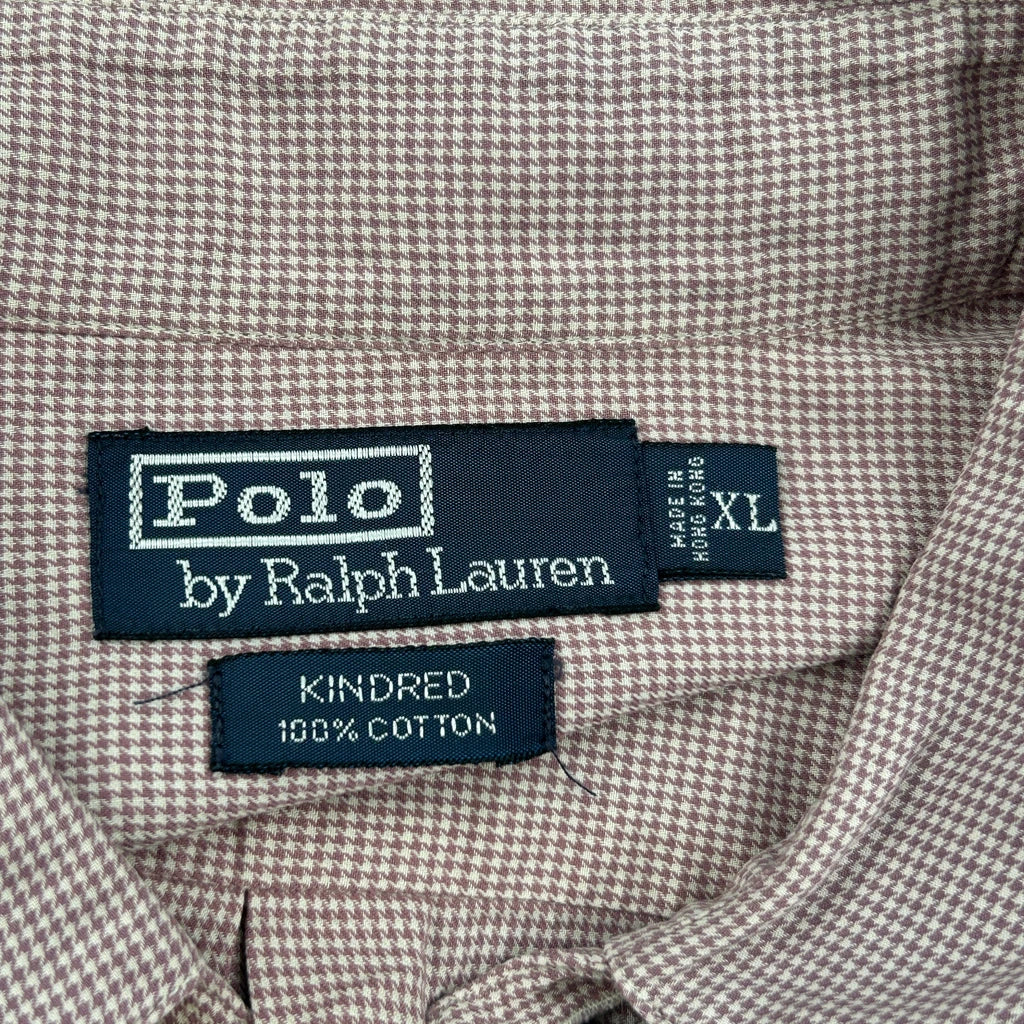 Polo
by Ralph Lauren
MADE IN
HONG KONG
XL
KINDRED
100% COTTON